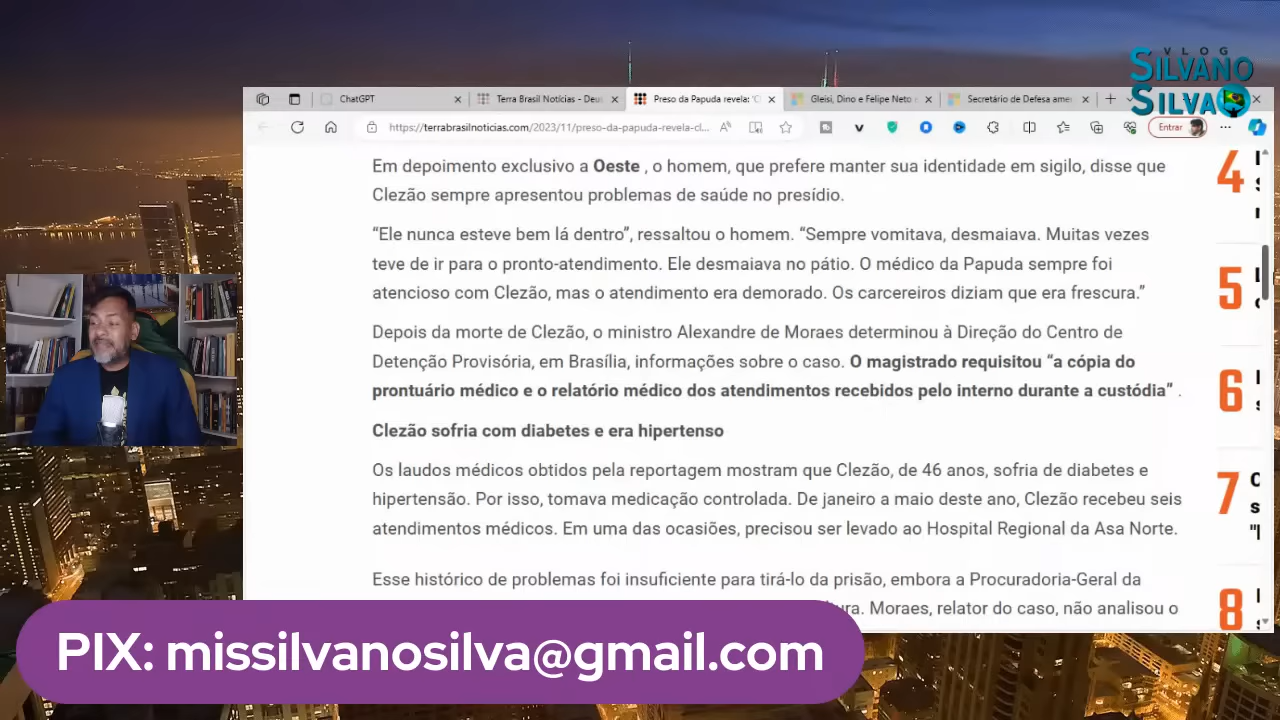 VLOG
SILVANO
SILVA
ChatGPT
Terra Brasil Notícias - Deus
Preso da Papuda revela: 'C
Gleisi, Dino e Felipe Neto s
Secretário de Defesa amer
https://terrabrasilnoticias.com/2023/11/preso-da-papuda-revela-cl...
Entrar
Em depoimento exclusivo a Oeste , o homem, que prefere manter sua identidade em sigilo, disse que
Clezão sempre apresentou problemas de saúde no presídio.
“Ele nunca esteve bem lá dentro”, ressaltou o homem. “Sempre vomitava, desmaiava. Muitas vezes
teve de ir para o pronto-atendimento. Ele desmaiava no pátio. O médico da Papuda sempre foi
atencioso com Clezão, mas o atendimento era demorado. Os carcereiros diziam que era frescura.”
Depois da morte de Clezão, o ministro Alexandre de Moraes determinou à Direção do Centro de
Detenção Provisória, em Brasília, informações sobre o caso. O magistrado requisitou “a cópia do
prontuário médico e o relatório médico dos atendimentos recebidos pelo interno durante a custódia” .
Clezão sofria com diabetes e era hipertenso
Os laudos médicos obtidos pela reportagem mostram que Clezão, de 46 anos, sofria de diabetes e
hipertensão. Por isso, tomava medicação controlada. De janeiro a maio deste ano, Clezão recebeu seis
atendimentos médicos. Em uma das ocasiões, precisou ser levado ao Hospital Regional da Asa Norte.
Esse histórico de problemas foi insuficiente para tirá-lo da prisão, embora a Procuradoria-Geral da
Moraes, relator do caso, não analisou o
4
5
6
7
8
PIX: missilvanosilva@gmail.com